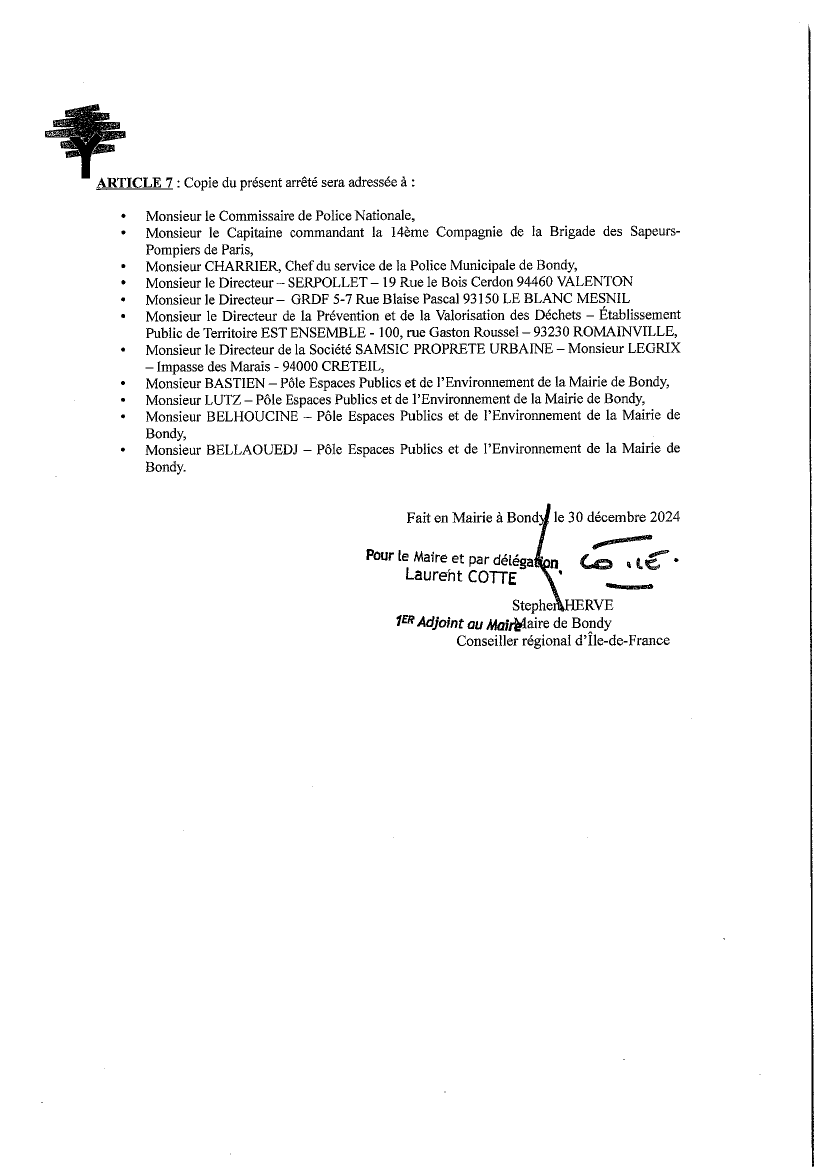 ARTICLE 7 : Copie du présent arrêté sera adressée à :
• Monsieur le Commissaire de Police Nationale,
• Monsieur le Capitaine commandant la 14ème Compagnie de la Brigade des Sapeurs-
Pompiers de Paris,
• Monsieur CHARRIER, Chef du service de la Police Municipale de Bondy,
• Monsieur le Directeur – SERPOLLET – 19 Rue le Bois Cerdon 94460 VALENTON
• Monsieur le Directeur – GRDF 5-7 Rue Blaise Pascal 93150 LE BLANC MESNIL
• Monsieur le Directeur de la Prévention et de la Valorisation des Déchets – Établissement
Public de Territoire EST ENSEMBLE - 100, rue Gaston Roussel – 93230 ROMAINVILLE,
• Monsieur le Directeur de la Société SAMSIC PROPRETE URBAINE – Monsieur LEGRIX
– Impasse des Marais - 94000 CRETEIL,
• Monsieur BASTIEN – Pôle Espaces Publics et de l'Environnement de la Mairie de Bondy,
• Monsieur LUTZ – Pôle Espaces Publics et de l'Environnement de la Mairie de Bondy,
• Monsieur BELHOUCINE – Pôle Espaces Publics et de l'Environnement de la Mairie de
Bondy,
• Monsieur BELLAOUEDJ – Pôle Espaces Publics et de l'Environnement de la Mairie de
Bondy.
Fait en Mairie à Bondy le 30 décembre 2024
Pour le Maire et par délégation
Laurent COTTE
Stephen HERVE
1ER Adjoint au Maire Maire de Bondy
Conseiller régional d'Île-de-France